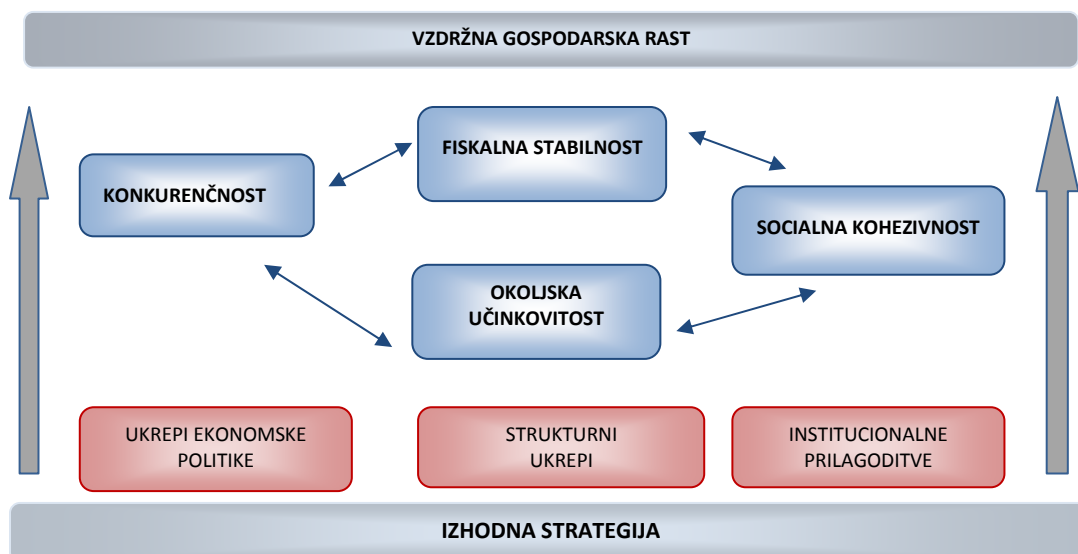 VZDRŽNA GOSPODARSKA RAST
FISKALNA STABILNOST
KONKURENČNOST
SOCIALNA KOHEZIVNOST
OKOLJSKA
UČINKOVITOST
UKREPI EKONOMSKE
POLITIKE
STRUKTURNI
UKREPI
INSTITUCIONALNE
PRILAGODITVE
IZHODNA STRATEGIJA